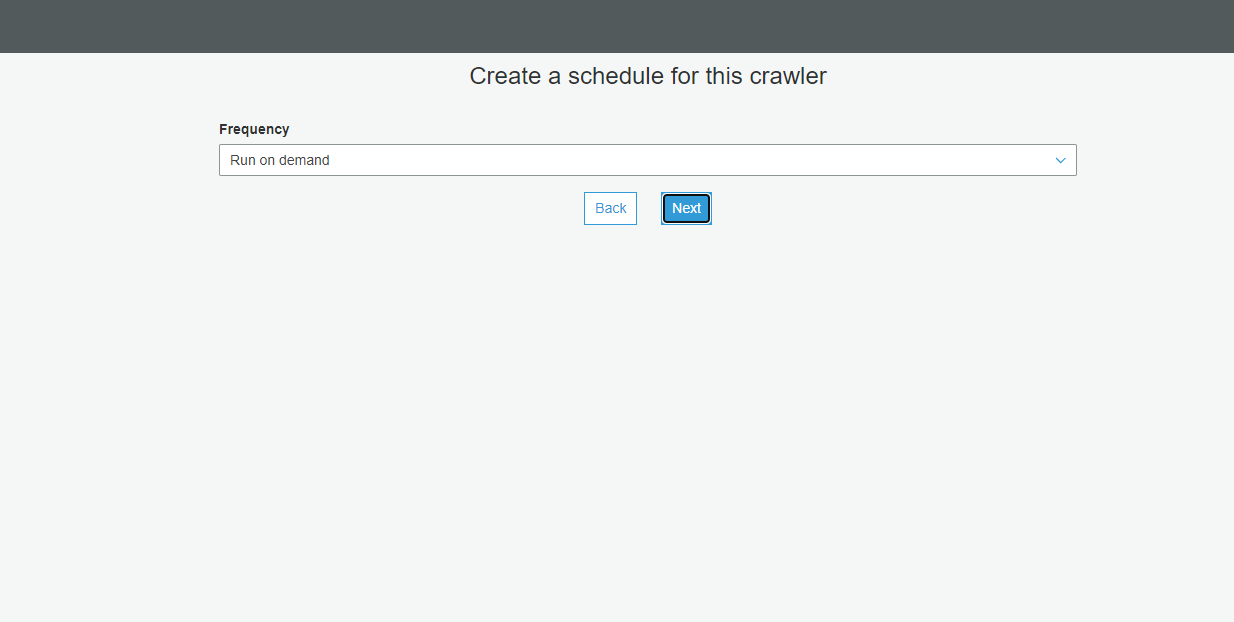 Create a schedule for this crawler
Frequency
Run on demand
Back Next